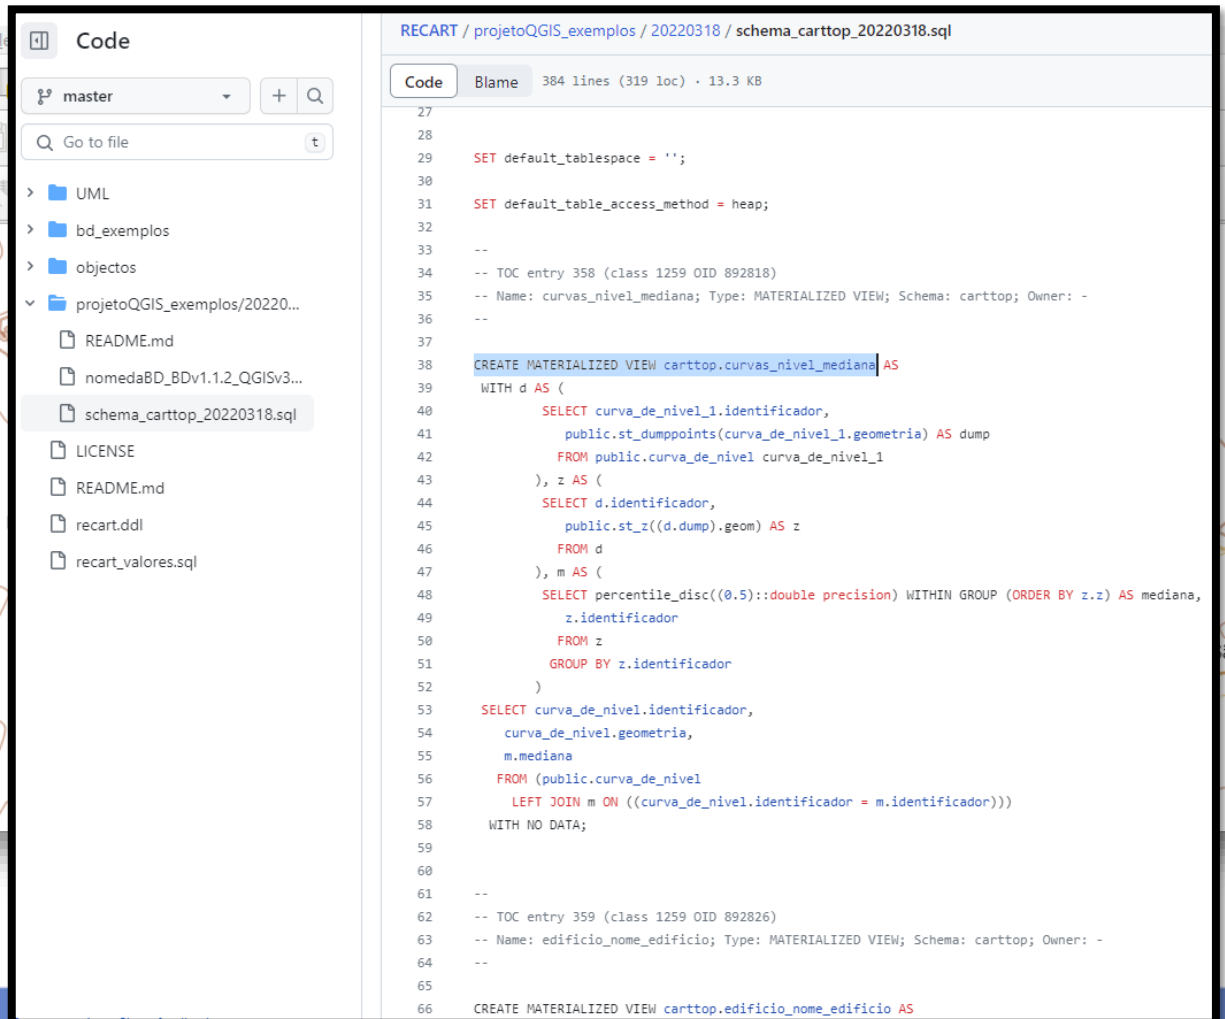 Code
master
Go to file
t
UML
bd_exemplos
objectos
projetoQGIS_exemplos/20220...
README.md
nomedaBD_BDv1.1.2_QGISv3...
schema_carttop_20220318.sql
LICENSE
README.md
recart.ddl
recart_valores.sql
RECART / projetoQGIS_exemplos / 20220318 / schema_carttop_20220318.sql
Code Blame 384 lines (319 loc) · 13.3 KB
27
28
29 SET default_tablespace = '';
30
31 SET default_table_access_method = heap;
32
33 --
34 -- TOC entry 358 (class 1259 OID 892818)
35 -- Name: curvas_nivel_mediana; Type: MATERIALIZED VIEW; Schema: carttop; Owner: -
36 --
37
38 CREATE MATERIALIZED VIEW carttop.curvas_nivel_mediana AS
39 WITH d AS (
40 SELECT curva_de_nivel_1.identificador,
41 public.st_dumppoints(curva_de_nivel_1.geometria) AS dump
42 FROM public.curva_de_nivel curva_de_nivel_1
43 ), z AS (
44 SELECT d.identificador,
45 public.st_z((d.dump).geom) AS z
46 FROM d
47 ), m AS (
48 SELECT percentile_disc((0.5)::double precision) WITHIN GROUP (ORDER BY z.z) AS mediana,
49 z.identificador
50 FROM z
51 GROUP BY z.identificador
52 )
53 SELECT curva_de_nivel.identificador,
54 curva_de_nivel.geometria,
55 m.mediana
56 FROM (public.curva_de_nivel
57 LEFT JOIN m ON ((curva_de_nivel.identificador = m.identificador)))
58 WITH NO DATA;
59
60
61 --
62 -- TOC entry 359 (class 1259 OID 892826)
63 -- Name: edificio_nome_edificio; Type: MATERIALIZED VIEW; Schema: carttop; Owner: -
64 --
65
66 CREATE MATERIALIZED VIEW carttop.edificio_nome_edificio AS